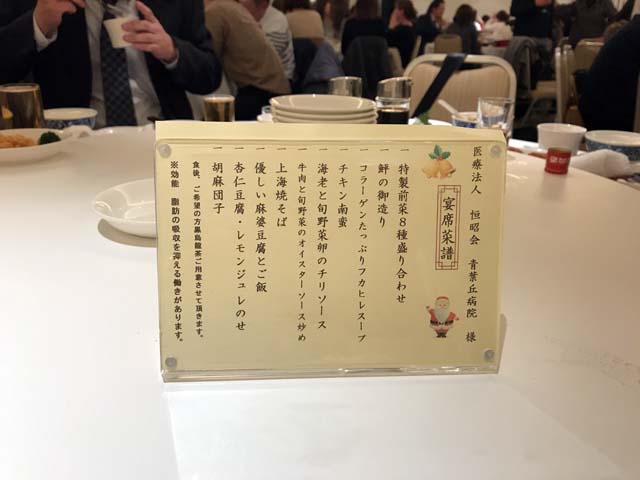 医療法人 恒昭会 青葉丘病院 様
宴席菜譜
一 特製前菜8種盛り合わせ
一 鮮の御造り
一 コラーゲンたっぷりフカヒレスープ
一 チキン南蛮
一 海老と旬野菜卵のチリソース
一 牛肉と旬野菜のオイスターソース炒め
一 上海焼そば
一 優しい麻婆豆腐とご飯
一 杏仁豆腐・レモンジュレのせ
一 胡麻団子
食後、ご希望の方黒烏龍茶ご用意させて頂きます。
※効能 脂肪の吸収を抑える働きがあります。